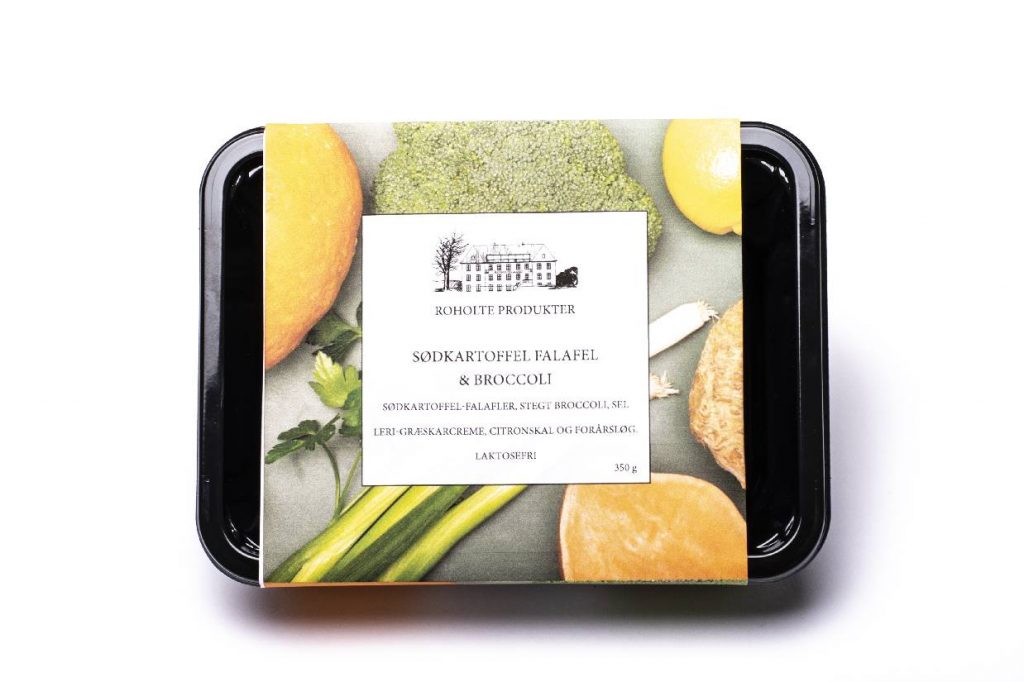 ROHOLTE PRODUKTER
SØDKARTOFFEL FALAFEL
& BROCCOLI
SØDKARTOFFEL-FALAFLER, STEGT BROCCOLI, SEL
LERI-GRÆSKARCREME, CITRONSKAL OG FORÅRSLØG.
LAKTOSEFRI
350 g